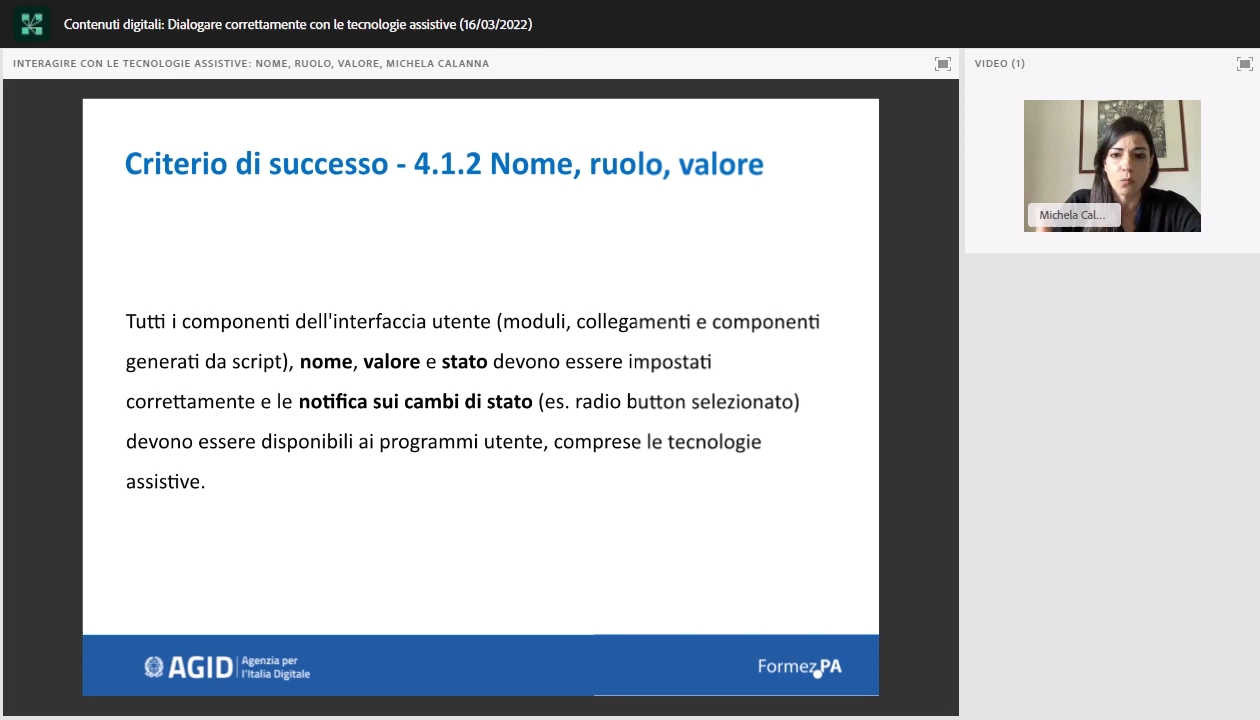 Contenuti digitali: Dialogare correttamente con le tecnologie assistive (16/03/2022)
INTERAGIRE CON LE TECNOLOGIE ASSISTIVE: NOME, RUOLO, VALORE, MICHELA CALANNA
VIDEO (1)
Michela Cal...
Criterio di successo - 4.1.2 Nome, ruolo, valore
Tutti i componenti dell'interfaccia utente (moduli, collegamenti e componenti
generati da script), nome, valore e stato devono essere impostati
correttamente e le notifica sui cambi di stato (es. radio button selezionato)
devono essere disponibili ai programmi utente, comprese le tecnologie
assistive.
AGID
Agenzia per
l'Italia Digitale
FormezPA